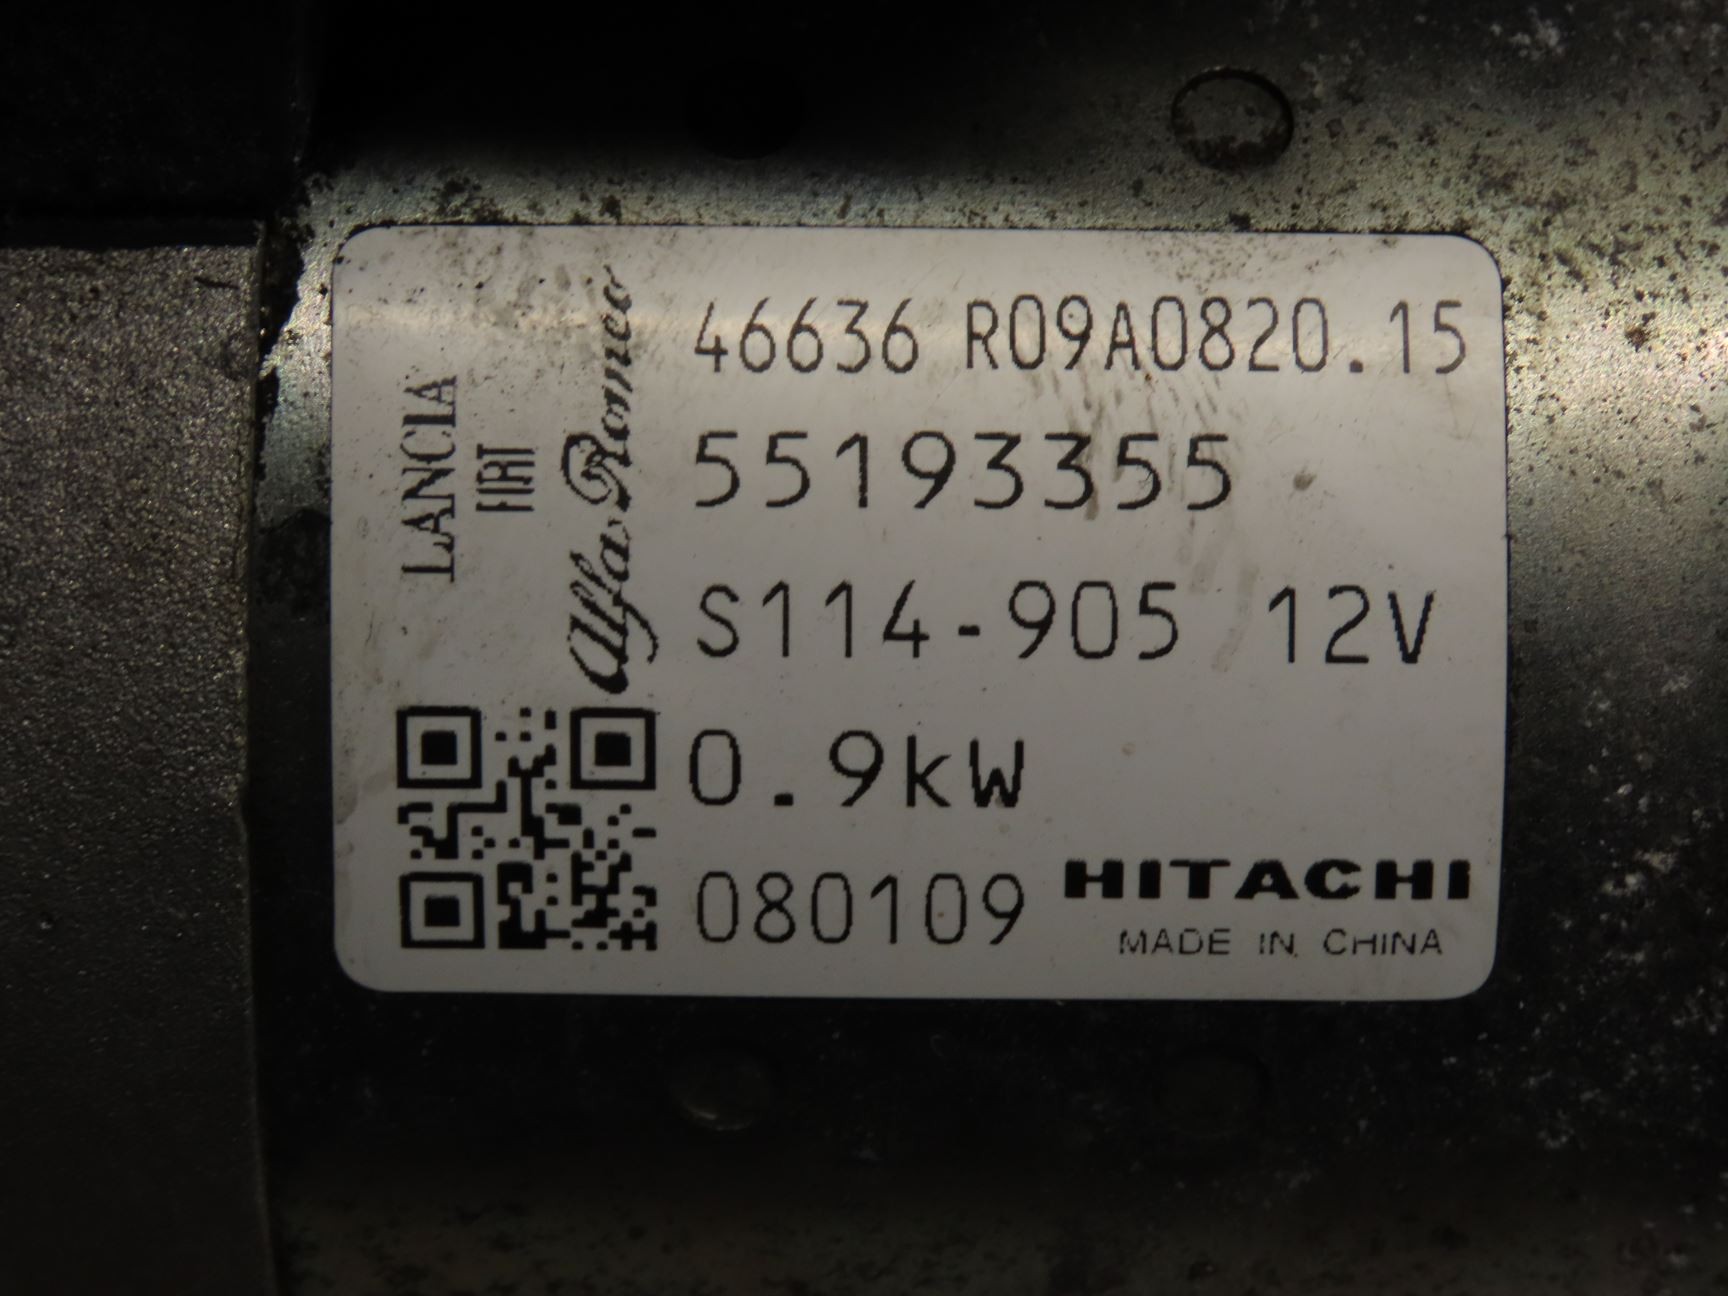 LANCIA
FIAT
Alfa Romeo
46636 R09A0820.15
55193355
S114-905 12V
0.9kW
080109 HITACHI
MADE IN CHINA